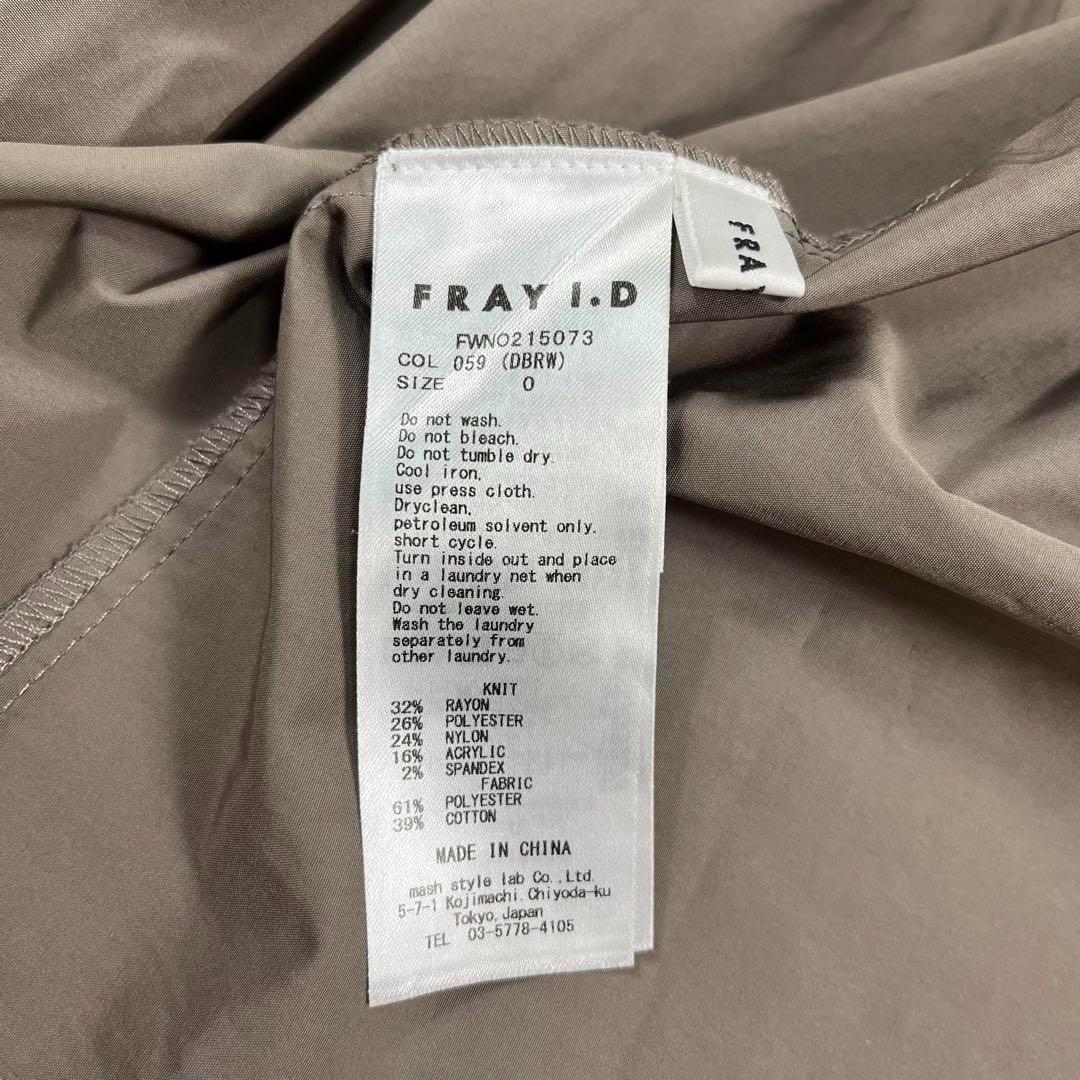 FRAY I.D
FWNO215073
COL 059 (DBRW)
SIZE 0
Do not wash.
Do not bleach.
Do not tumble dry.
Cool iron,
use press cloth.
Dryclean,
petroleum solvent only.
short cycle.
Turn inside out and place
in a laundry net when
dry cleaning.
Do not leave wet.
Wash the laundry
separately from
other laundry.
KNIT
32% RAYON
26% POLYESTER
24% NYLON
16% ACRYLIC
2% SPANDEX
FABRIC
61% POLYESTER
39% COTTON
MADE IN CHINA
mash style lab Co.,Ltd.
5-7-1 Kojimachi.Chiyoda-ku
Tokyo,Japan
TEL 03-5778-4105
FRA